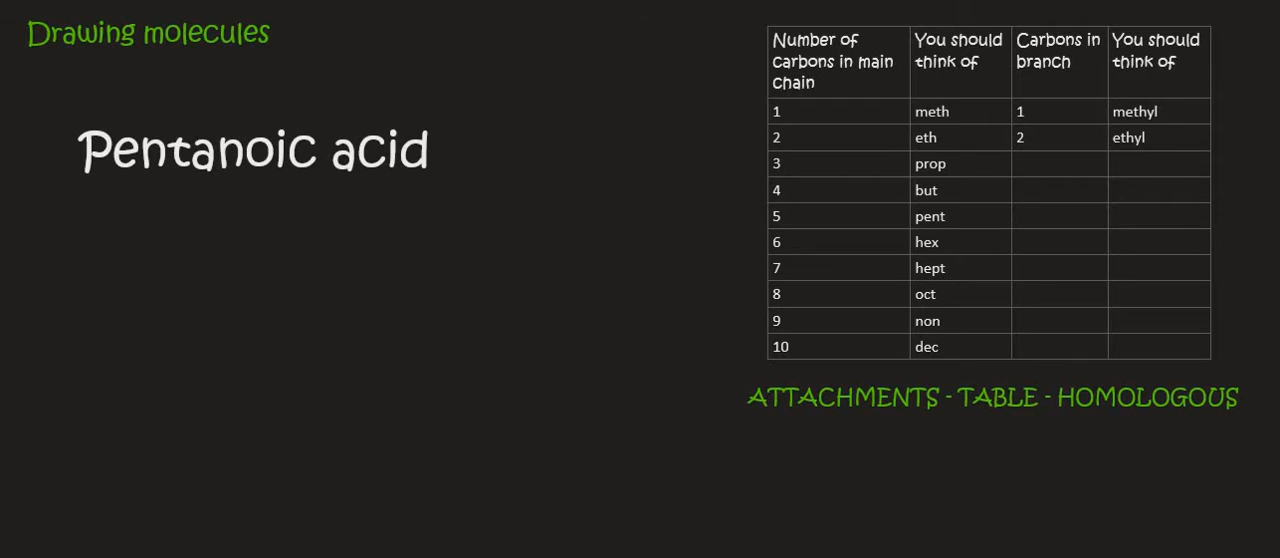 Drawing molecules
Pentanoic acid
Number of carbons in main chain You should think of Carbons in branch You should think of
1 meth 1 methyl
2 eth 2 ethyl
3 prop
4 but
5 pent
6 hex
7 hept
8 oct
9 non
10 dec
ATTACHMENTS - TABLE - HOMOLOGOUS